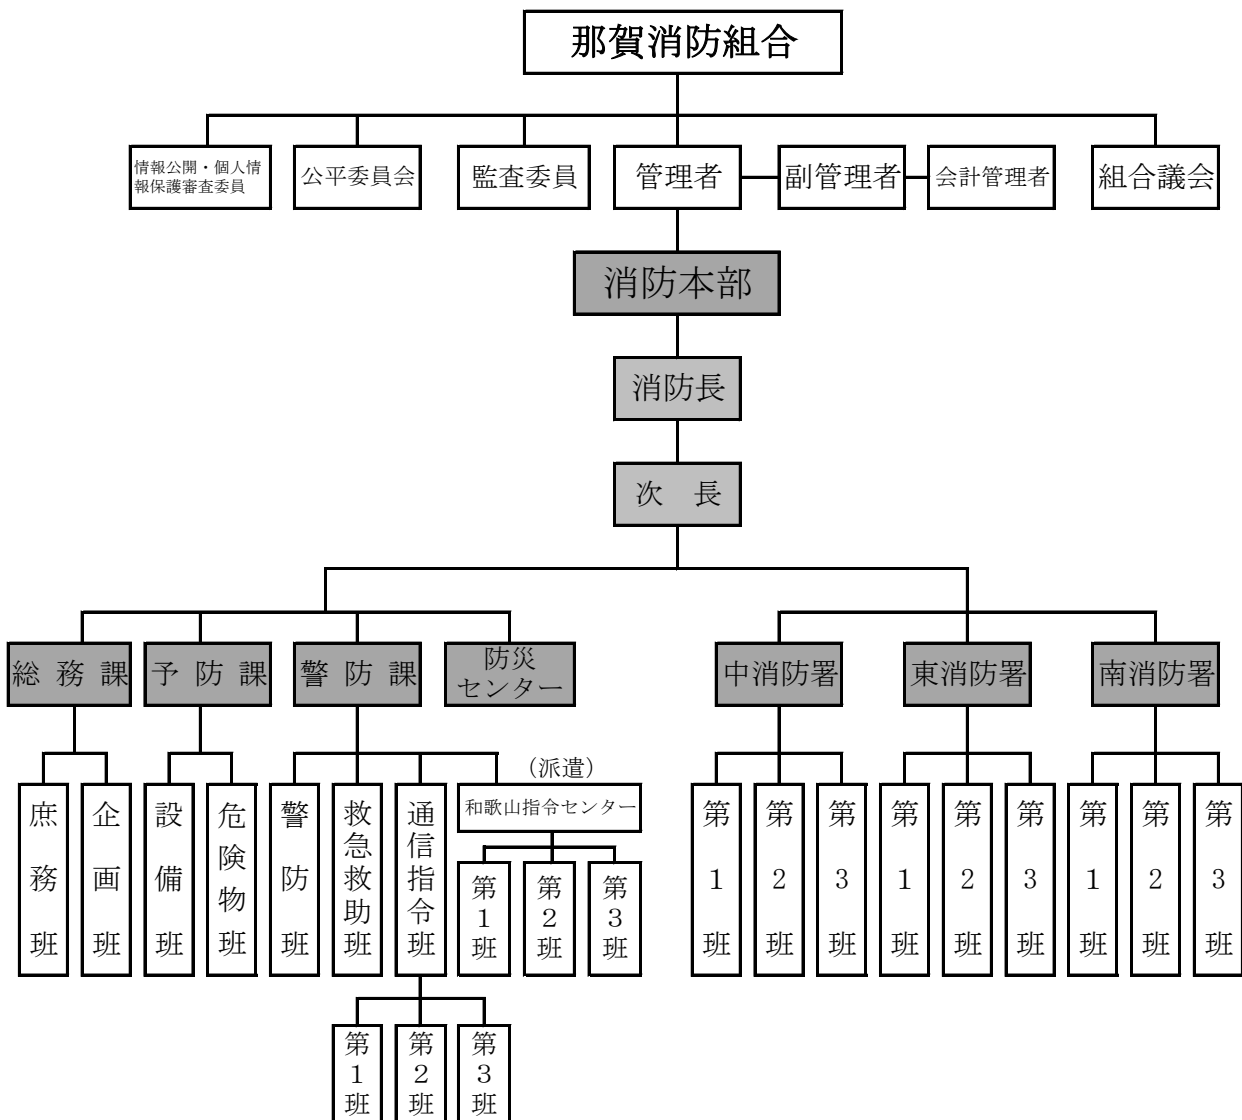 那賀消防組合
情報公開・個人情
報保護審査委員
公平委員会
監査委員
管理者
副管理者
会計管理者
組合議会
消防本部
消防長
次　長
総務課
予防課
警防課
防災
センター
中消防署
東消防署
南消防署
庶務班
企画班
設備班
危険物班
警防班
救急救助班
通信指令班
(派遣)
和歌山指令センター
第1班
第2班
第3班
第1班
第2班
第3班
第1班
第2班
第3班
第1班
第2班
第3班
第1班
第2班
第3班